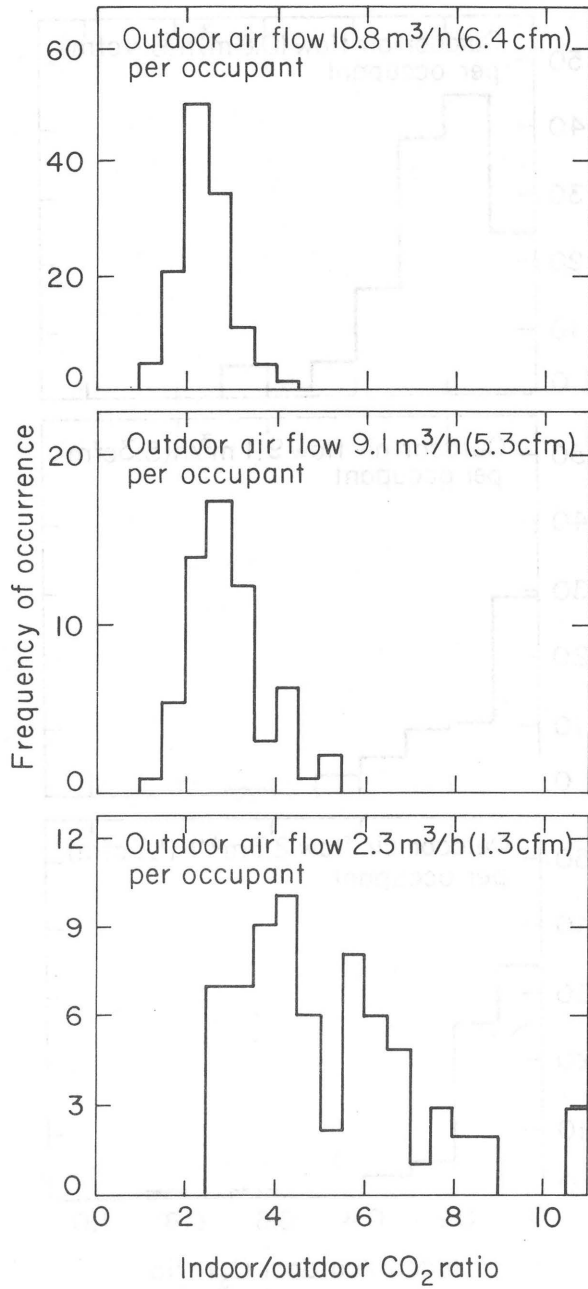 Outdoor air flow 10.8 m³/h (6.4 cfm)
per occupant
60
40
20
0
Outdoor air flow 9.1 m³/h (5.3 cfm)
per occupant
20
10
0
Frequency of occurrence
Outdoor air flow 2.3 m³/h (1.3 cfm)
per occupant
12
9
6
3
0
0 2 4 6 8 10
Indoor/outdoor CO₂ ratio